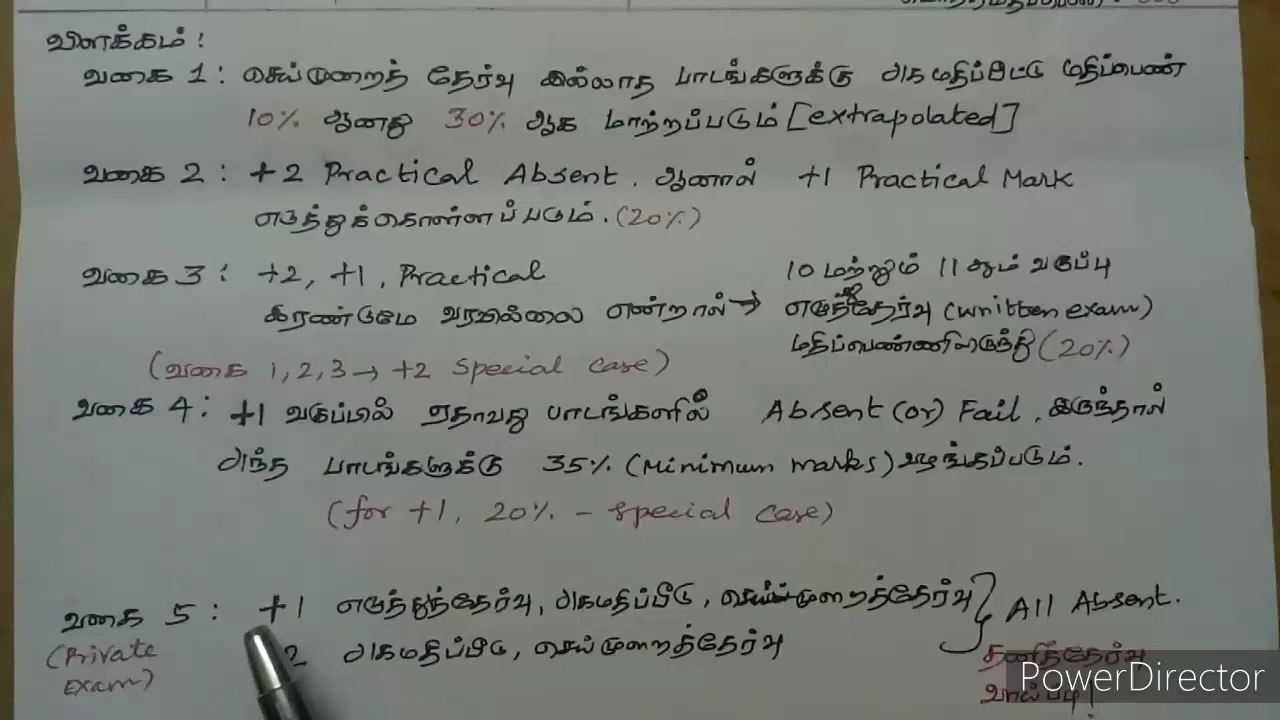 விளக்கம் :
வகை 1 : செய்முறைத் தேர்வு இல்லாத பாடங்களுக்கு அகமதிப்பீட்டு மதிப்பெண்
10% ஆனது 30% ஆக மாற்றப்படும் [extrapolated]
வகை 2 : +2 Practical Absent. ஆனால் +1 Practical Mark
எடுத்துக்கொள்ளப்படும். (20%)
வகை 3 : +2, +1, Practical
இரண்டுமே வரவில்லை என்றால் →
10 மற்றும் 11 ஆம் வகுப்பு
எழுத்துத்தேர்வு (written exam)
மதிப்பெண்ணிலிருந்து (20%)
(வகை 1, 2, 3 → +2 Special Case)
வகை 4 : +1 வகுப்பில் ஏதாவது பாடங்களில் Absent (or) Fail. இருந்தால்
அந்த பாடங்களுக்கு 35% (Minimum marks) வழங்கப்படும்.
(for +1, 20% - special case)
வகை 5 : +1 எழுத்துத்தேர்வு, அகமதிப்பீடு, செய்முறைத்தேர்வு } All Absent.
(Private Exam)
2 அகமதிப்பீடு, செய்முறைத்தேர்வு
தனித்தேர்வு
PowerDirector